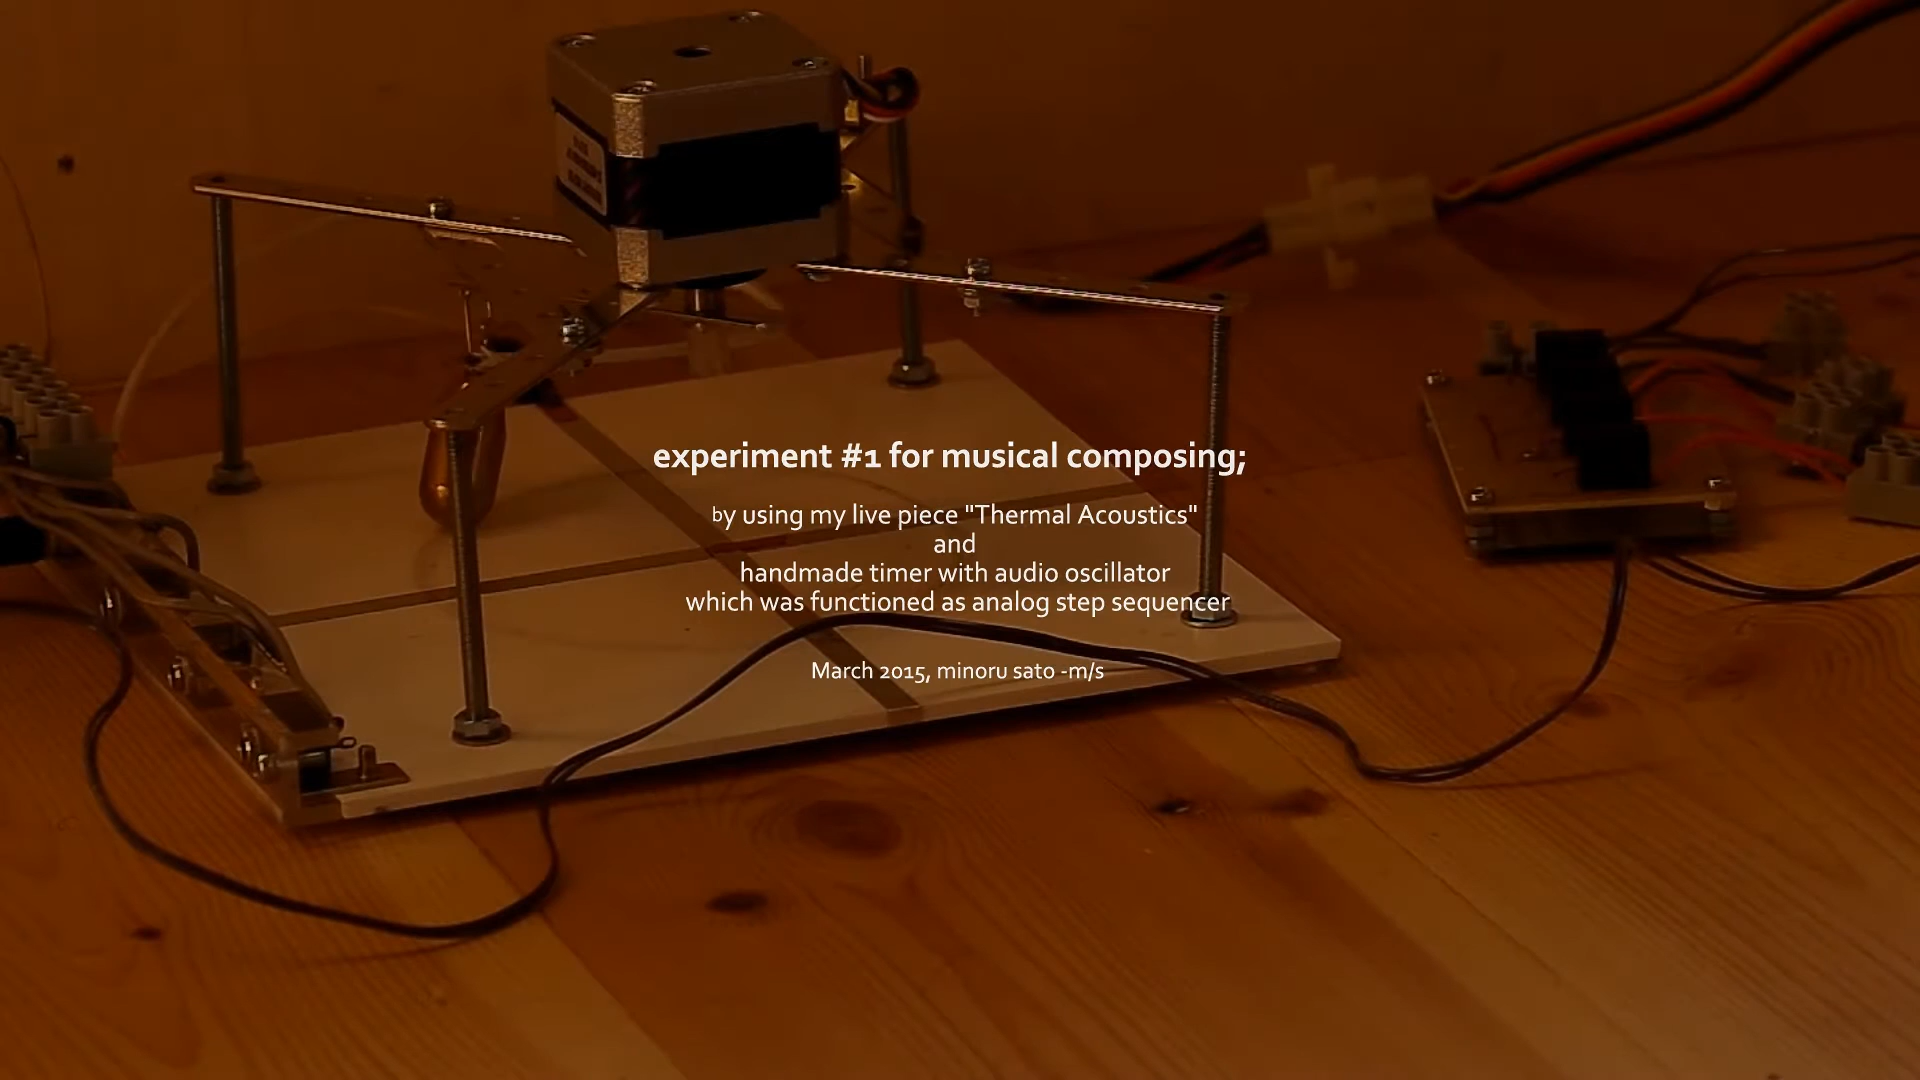 experiment #1 for musical composing;
by using my live piece "Thermal Acoustics"
and
handmade timer with audio oscillator
which was functioned as analog step sequencer
March 2015, minoru sato -m/s